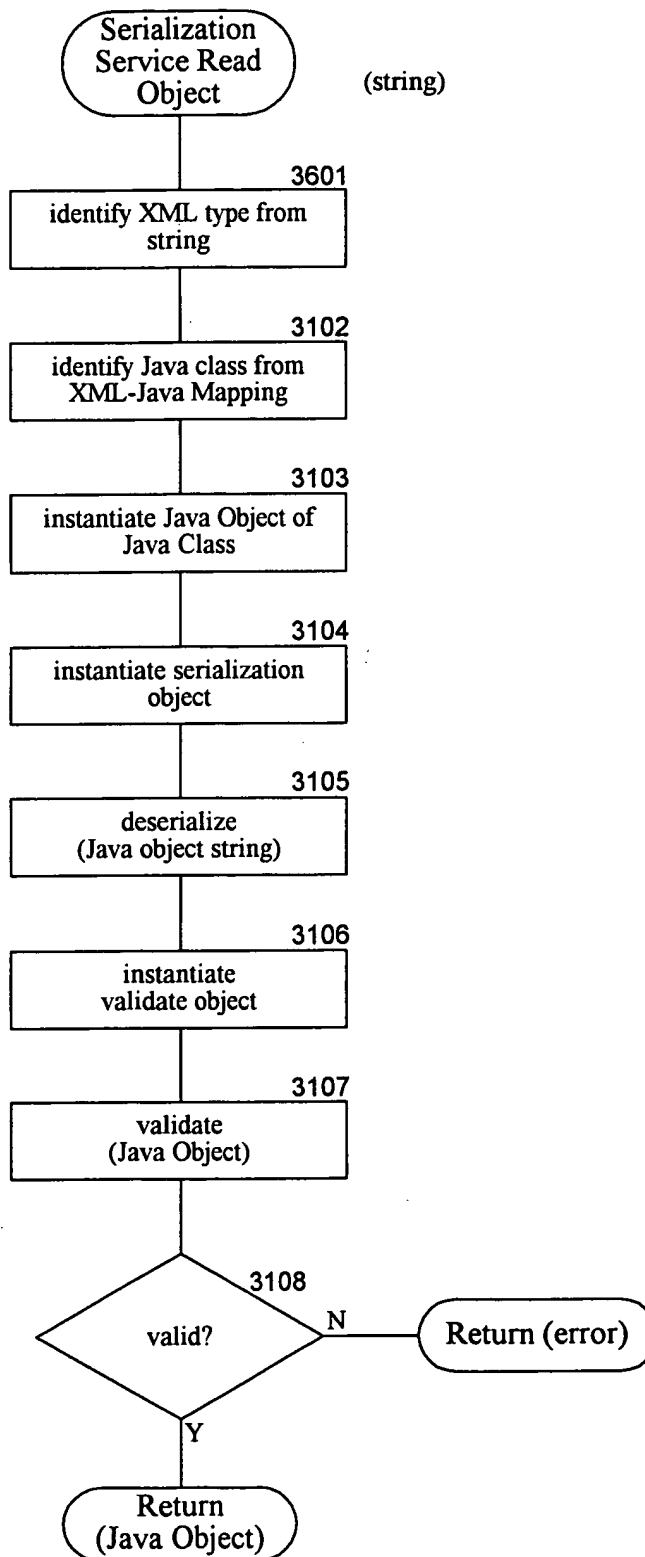 Serialization
Service Read
Object
(string)
3601
identify XML type from
string
3102
identify Java class from
XML-Java Mapping
3103
instantiate Java Object of
Java Class
3104
instantiate serialization
object
3105
deserialize
(Java object string)
3106
instantiate
validate object
3107
validate
(Java Object)
3108
valid?
N
Return (error)
Y
Return
(Java Object)